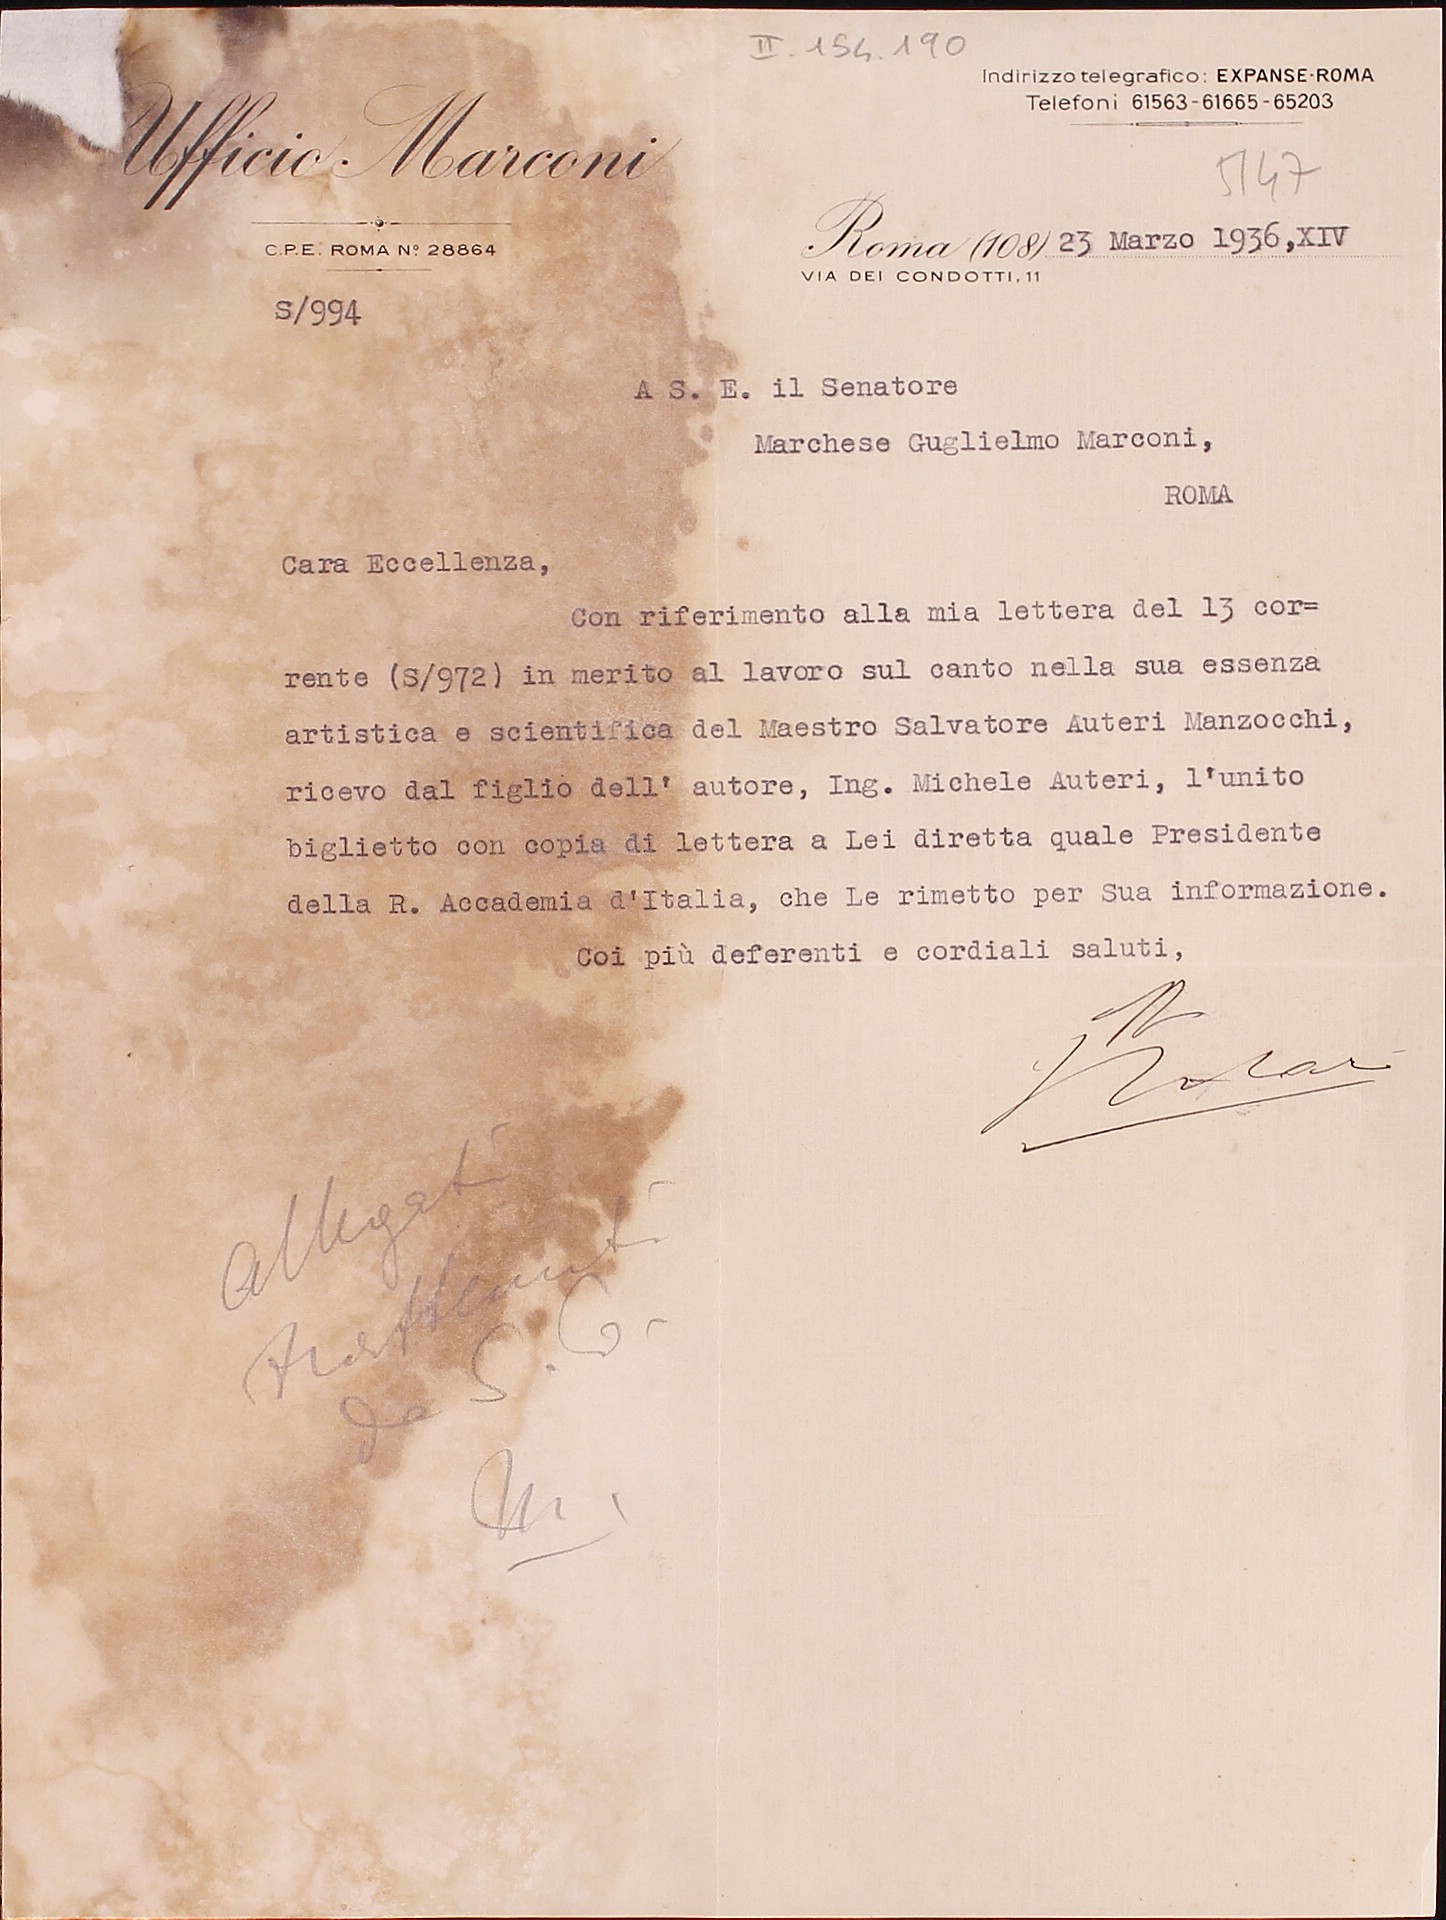 II.154.190
Indirizzo telegrafico: EXPANSE-ROMA
Telefoni 61563-61665-65203
Ufficio Marconi
5147
C.P.E. ROMA Nº 28864
Roma (108) 23 Marzo 1936, XIV
VIA DEI CONDOTTI, 11
S/994
A S. E. il Senatore
Marchese Guglielmo Marconi,
ROMA
Cara Eccellenza,
Con riferimento alla mia lettera del 13 cor=
rente (S/972) in merito al lavoro sul canto nella sua essenza
artistica e scientifica del Maestro Salvatore Auteri Manzocchi,
ricevo dal figlio dell' autore, Ing. Michele Auteri, l'unito
biglietto con copia di lettera a Lei diretta quale Presidente
della R. Accademia d'Italia, che Le rimetto per Sua informazione.
Coi più deferenti e cordiali saluti,
allegati
trattenuti
da S.E.